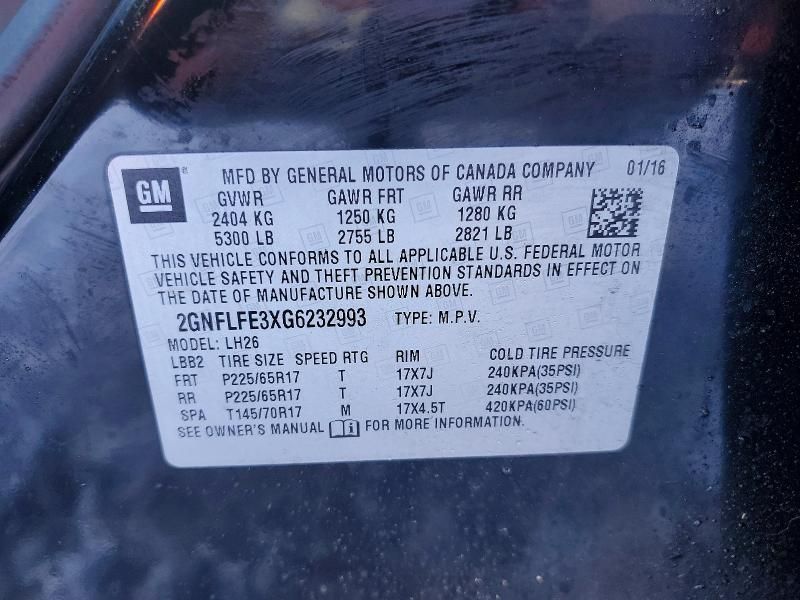 GM
MFD BY GENERAL MOTORS OF CANADA COMPANY 01/16
GVWR GAWR FRT GAWR RR
2404 KG 1250 KG 1280 KG
5300 LB 2755 LB 2821 LB
THIS VEHICLE CONFORMS TO ALL APPLICABLE U.S. FEDERAL MOTOR
VEHICLE SAFETY AND THEFT PREVENTION STANDARDS IN EFFECT ON
THE DATE OF MANUFACTURE SHOWN ABOVE.
2GNFLFE3XG6232993 TYPE: M.P.V.
MODEL: LH26
LBB2 TIRE SIZE SPEED RTG RIM COLD TIRE PRESSURE
FRT P225/65R17 T 17X7J 240KPA(35PSI)
RR P225/65R17 T 17X7J 240KPA(35PSI)
SPA T145/70R17 M 17X4.5T 420KPA(60PSI)
SEE OWNER'S MANUAL FOR MORE INFORMATION.